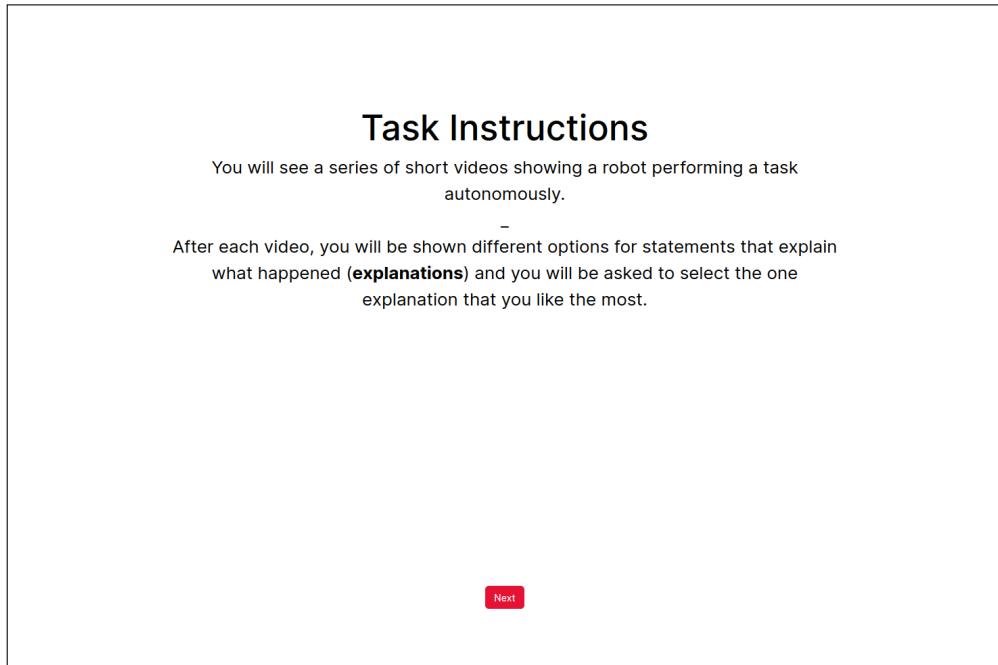 Task Instructions
You will see a series of short videos showing a robot performing a task
autonomously.
_
After each video, you will be shown different options for statements that explain
what happened (explanations) and you will be asked to select the one
explanation that you like the most.
Next